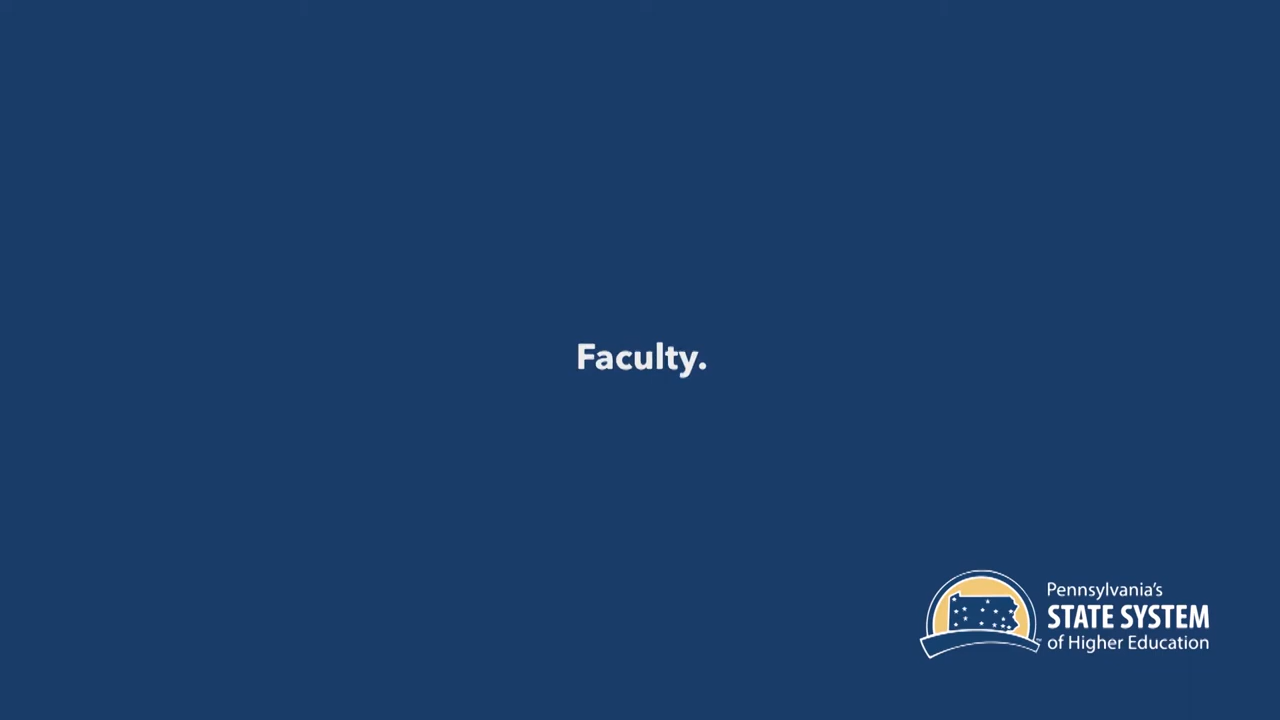 Faculty.
Pennsylvania's
STATE SYSTEM
of Higher Education